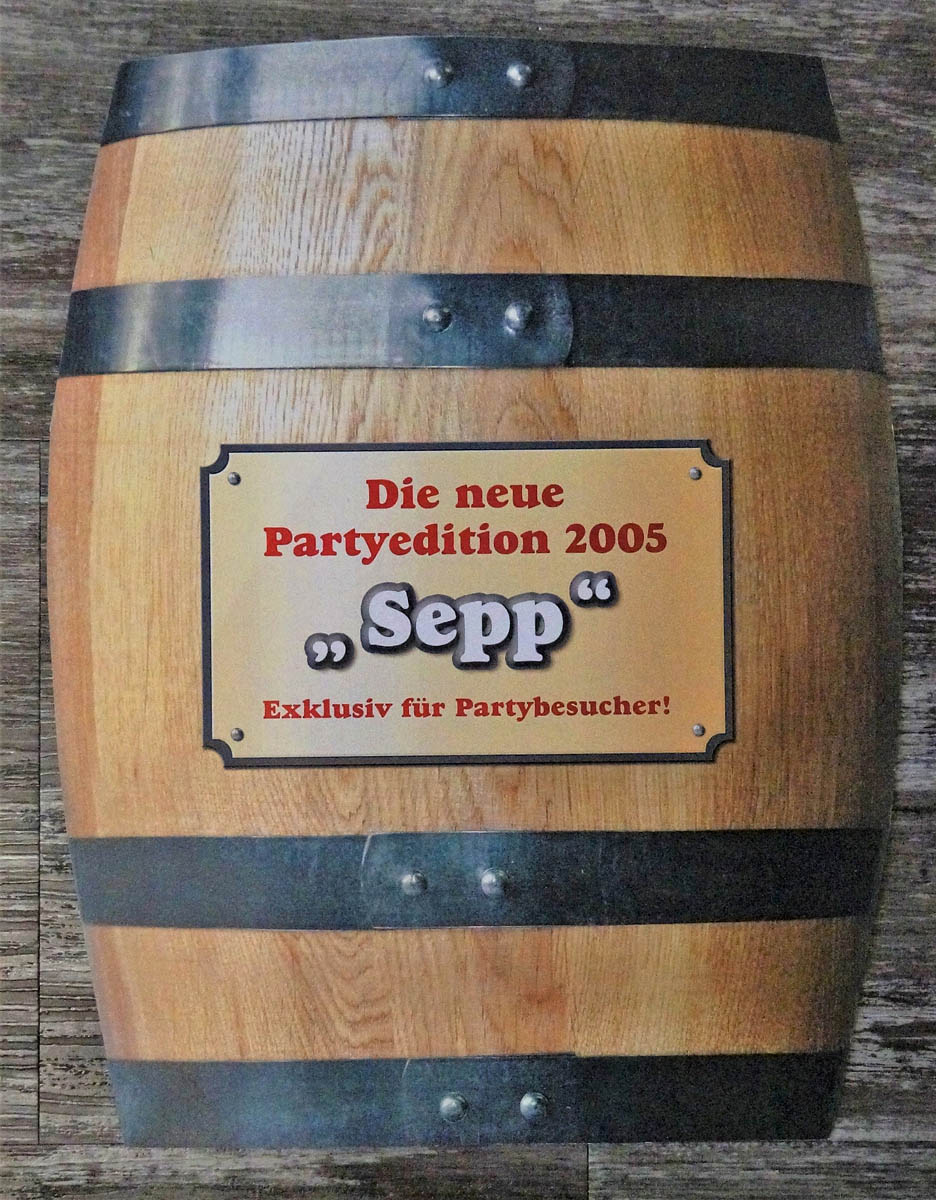 Die neue
Partyedition 2005
„Sepp“
Exklusiv für Partybesucher!